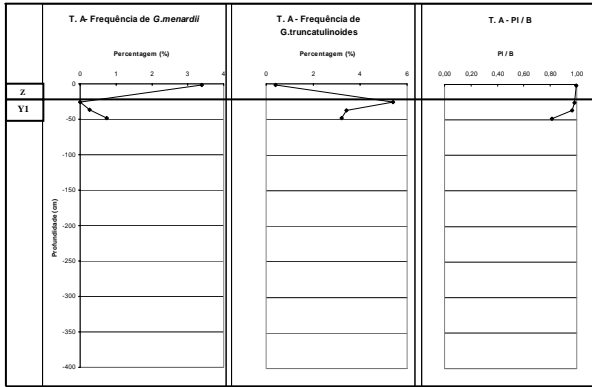 T. A- Frequência de G.menardii
Percentagem (%)
0 1 2 3 4
T. A - Frequência de
G.truncatulinoides
Percentagem (%)
0 2 4 6
T. A - Pl / B
Pl / B
0,00 0,20 0,40 0,60 0,80 1,00
Z
Y1
Profundidade (cm)
0
-50
-100
-150
-200
-250
-300
-350
-400